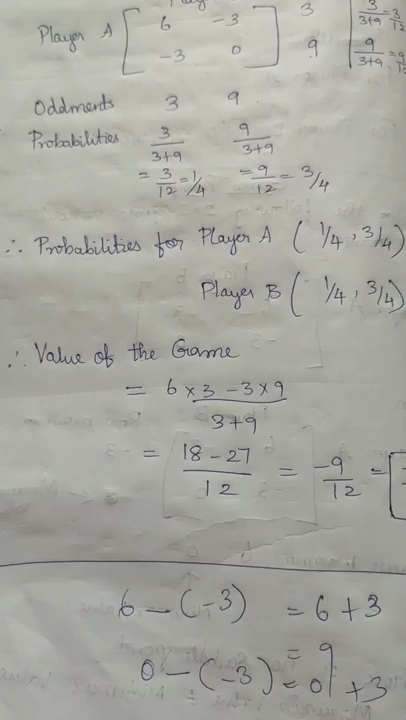 Player A [ 6 -3 ] 3 3/(3+9) = 3/12
[ -3 0 ] 9 9/(3+9) = 9/12
Oddments 3 9
Probabilities 3/(3+9) 9/(3+9)
= 3/12 = 1/4 = 9/12 = 3/4
∴ Probabilities for Player A ( 1/4 , 3/4 )
Player B ( 1/4 , 3/4 )
∴ Value of the Game
= (6 × 3 - 3 × 9)/(3+9)
= (18 - 27)/12 = -9/12 =
6 - (-3) = 6 + 3
= 9
0 - (-3) = 0 + 3